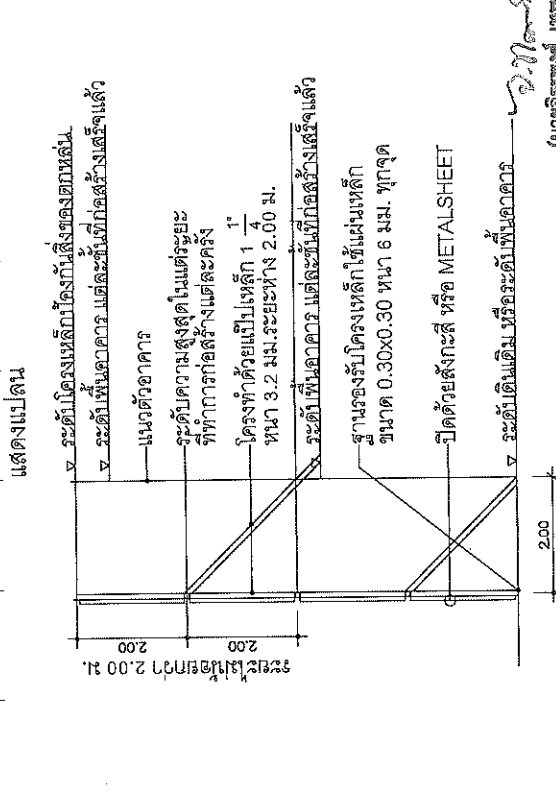 แสดงแปลน
ระดับโครงเหล็กป้องกันสิ่งของตกหล่น
ระดับพื้นอาคาร แต่ละชั้นที่ก่อสร้างเสร็จแล้ว
แนวตัวอาคาร
ระดับความสูงสุดในแต่ระยะ
ที่ทำการก่อสร้างแต่ละครั้ง
โครงทำด้วยแป๊ปเหล็ก 1 1"/4
หนา 3.2 มม.ระยะห่าง 2.00 ม.
ระดับพื้นอาคาร แต่ละชั้นที่ก่อสร้างเสร็จแล้ว
ฐานรองรับโครงเหล็กใช้แผ่นเหล็ก
ขนาด 0.30x0.30 หนา 6 มม. ทุกจุด
ปิดด้วยสังกะสี หรือ METALSHEET
ระดับดินเดิม หรือระดับพื้นอาคาร
2.00
2.00
2.00
ระยะไม่น้อยกว่า 2.00 ม.